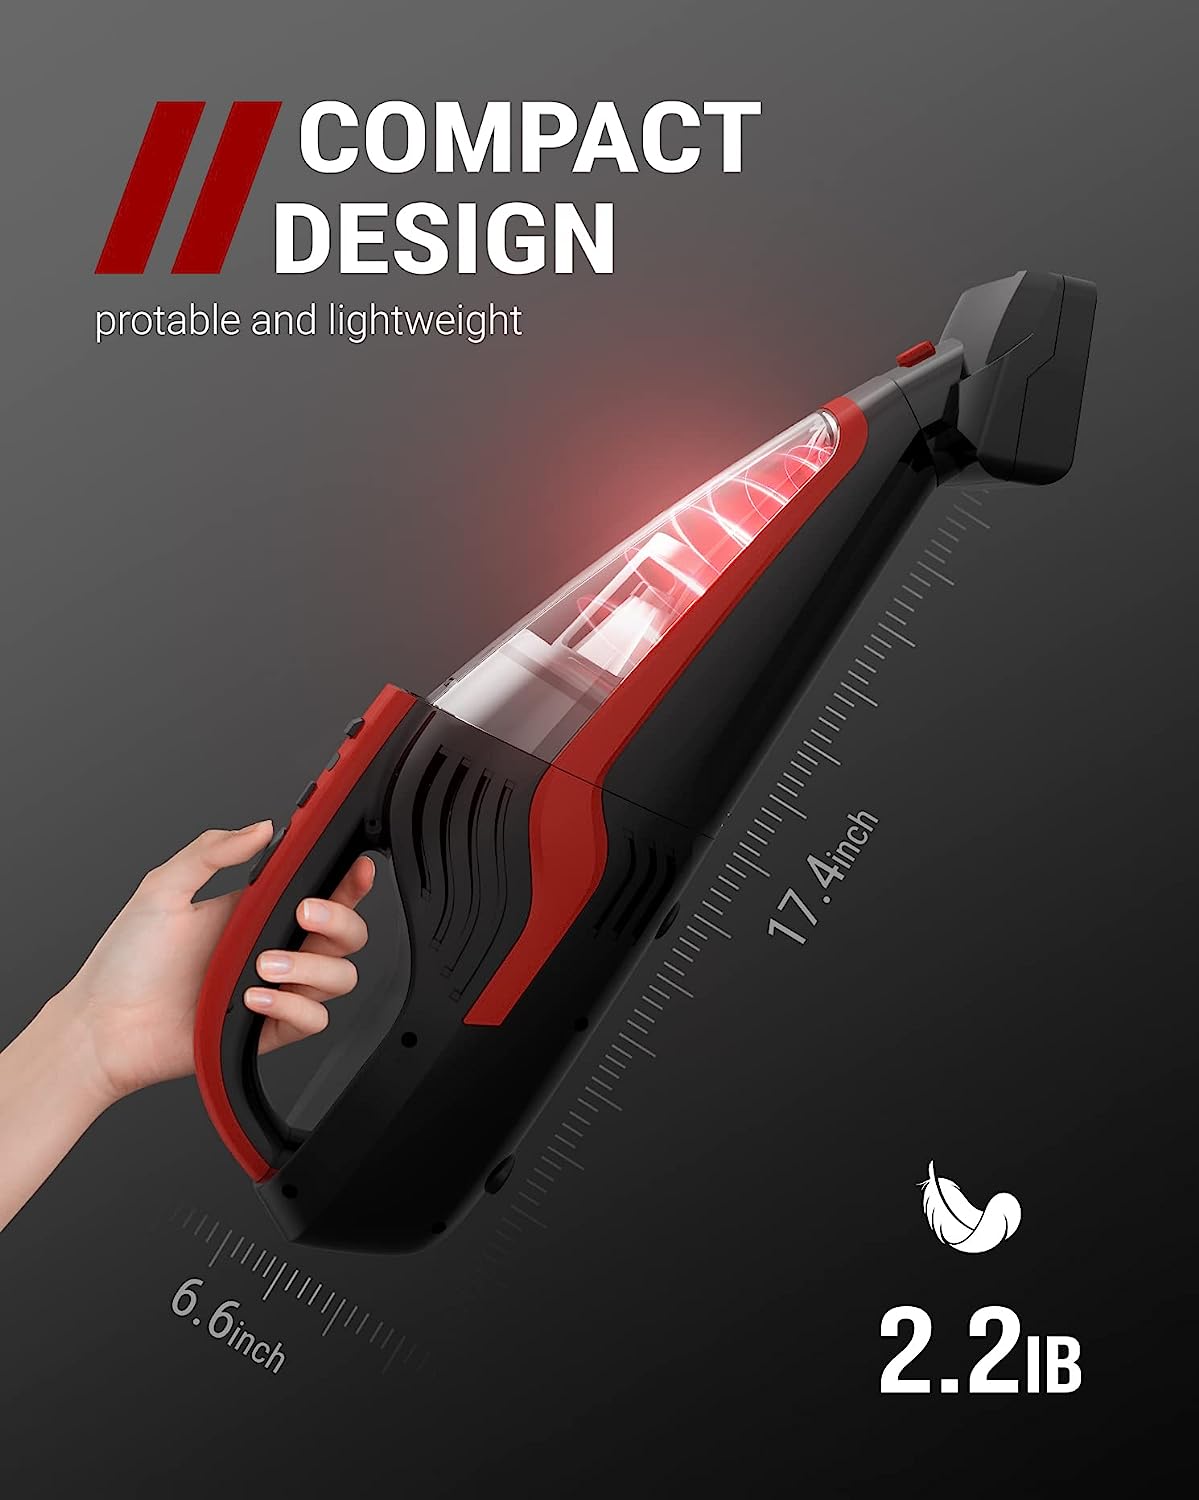 COMPACT
DESIGN
protable and lightweight
17.4inch
6.6inch
2.2IB